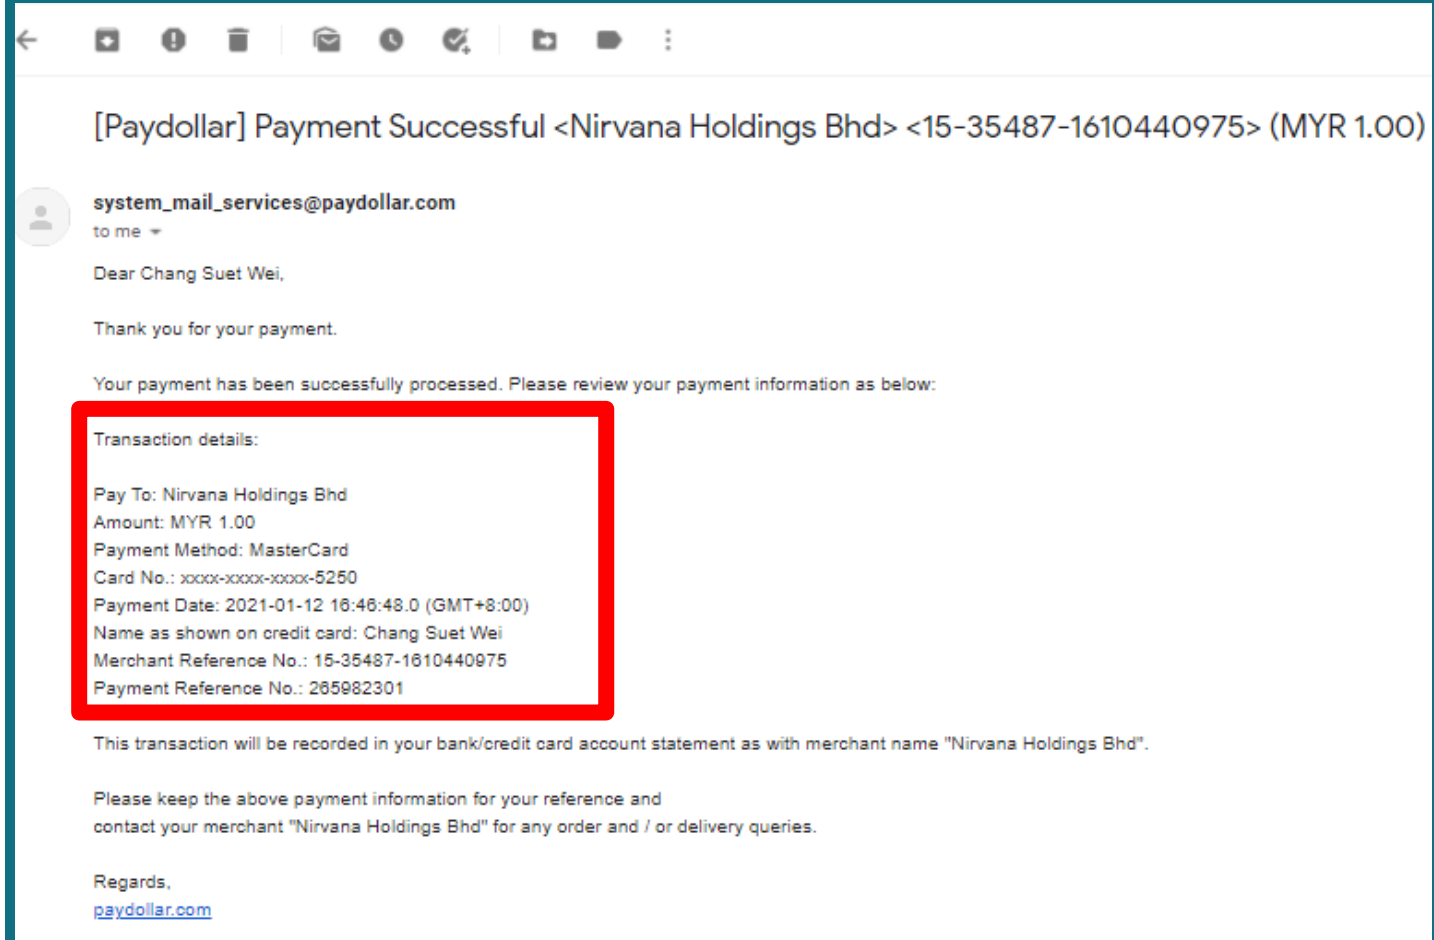 [Paydollar] Payment Successful <Nirvana Holdings Bhd> <15-35487-1610440975> (MYR 1.00)
system_mail_services@paydollar.com
to me
Dear Chang Suet Wei,
Thank you for your payment.
Your payment has been successfully processed. Please review your payment information as below:
Transaction details:
Pay To: Nirvana Holdings Bhd
Amount: MYR 1.00
Payment Method: MasterCard
Card No.: xxxx-xxxx-xxxx-5250
Payment Date: 2021-01-12 16:46:48.0 (GMT+8:00)
Name as shown on credit card: Chang Suet Wei
Merchant Reference No.: 15-35487-1610440975
Payment Reference No.: 265982301
This transaction will be recorded in your bank/credit card account statement as with merchant name "Nirvana Holdings Bhd".
Please keep the above payment information for your reference and
contact your merchant "Nirvana Holdings Bhd" for any order and / or delivery queries.
Regards,
paydollar.com